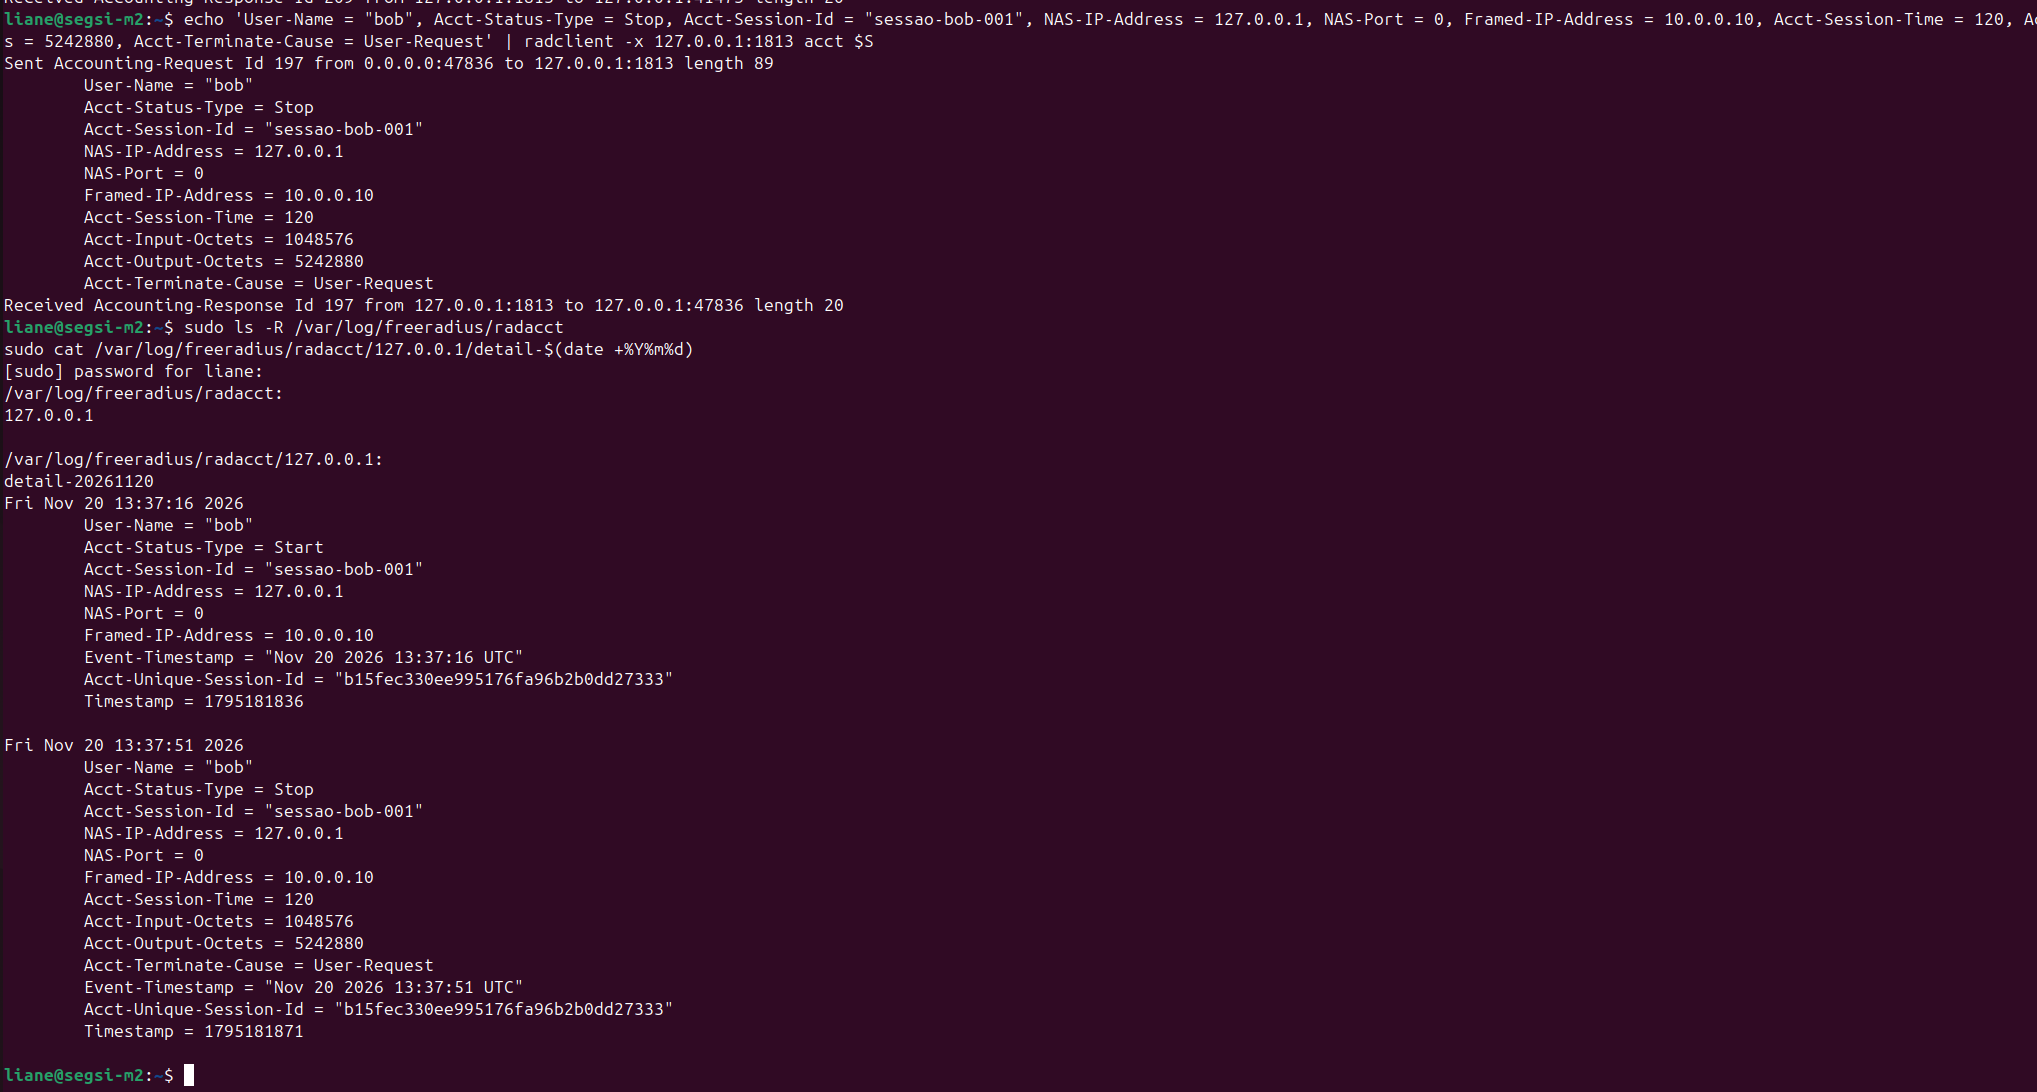 liane@segsi-m2:~$ echo 'User-Name = "bob", Acct-Status-Type = Stop, Acct-Session-Id = "sessao-bob-001", NAS-IP-Address = 127.0.0.1, NAS-Port = 0, Framed-IP-Address = 10.0.0.10, Acct-Session-Time = 120,
s = 5242880, Acct-Terminate-Cause = User-Request' | radclient -x 127.0.0.1:1813 acct $S
Sent Accounting-Request Id 197 from 0.0.0.0:47836 to 127.0.0.1:1813 length 89
User-Name = "bob"
Acct-Status-Type = Stop
Acct-Session-Id = "sessao-bob-001"
NAS-IP-Address = 127.0.0.1
NAS-Port = 0
Framed-IP-Address = 10.0.0.10
Acct-Session-Time = 120
Acct-Input-Octets = 1048576
Acct-Output-Octets = 5242880
Acct-Terminate-Cause = User-Request
Received Accounting-Response Id 197 from 127.0.0.1:1813 to 127.0.0.1:47836 length 20
liane@segsi-m2:~$ sudo ls -R /var/log/freeradius/radacct
sudo cat /var/log/freeradius/radacct/127.0.0.1/detail-$(date +%Y%m%d)
[sudo] password for liane:
/var/log/freeradius/radacct:
127.0.0.1
/var/log/freeradius/radacct/127.0.0.1:
detail-20261120
Fri Nov 20 13:37:16 2026
User-Name = "bob"
Acct-Status-Type = Start
Acct-Session-Id = "sessao-bob-001"
NAS-IP-Address = 127.0.0.1
NAS-Port = 0
Framed-IP-Address = 10.0.0.10
Event-Timestamp = "Nov 20 2026 13:37:16 UTC"
Acct-Unique-Session-Id = "b15fec330ee995176fa96b2b0dd27333"
Timestamp = 1795181836
Fri Nov 20 13:37:51 2026
User-Name = "bob"
Acct-Status-Type = Stop
Acct-Session-Id = "sessao-bob-001"
NAS-IP-Address = 127.0.0.1
NAS-Port = 0
Framed-IP-Address = 10.0.0.10
Acct-Session-Time = 120
Acct-Input-Octets = 1048576
Acct-Output-Octets = 5242880
Acct-Terminate-Cause = User-Request
Event-Timestamp = "Nov 20 2026 13:37:51 UTC"
Acct-Unique-Session-Id = "b15fec330ee995176fa96b2b0dd27333"
Timestamp = 1795181871
liane@segsi-m2:~$